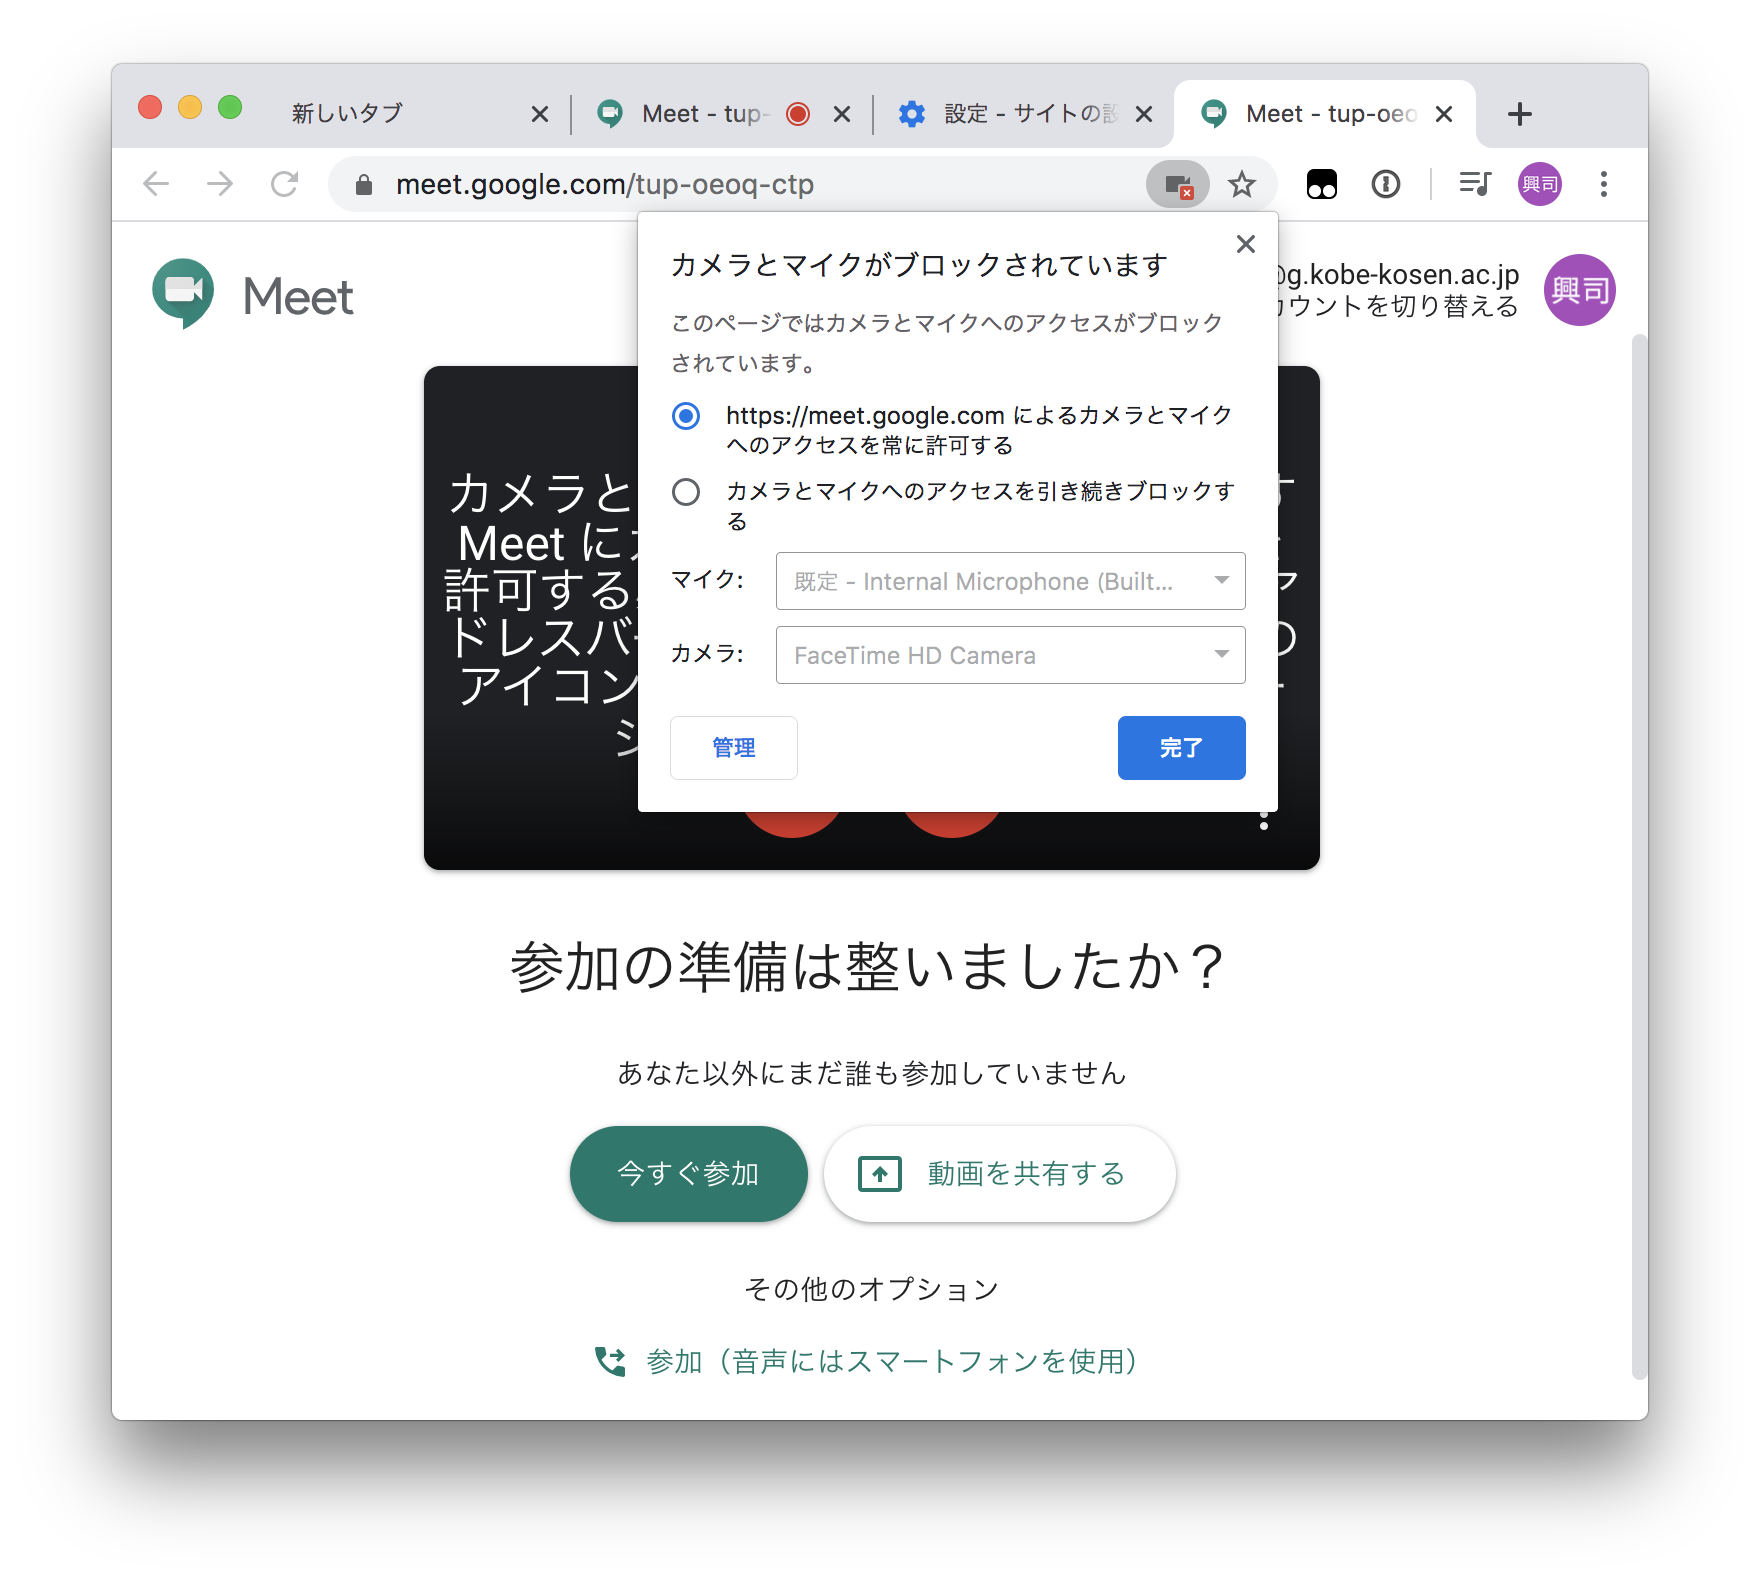 新しいタブ
Meet - tup-
設定 - サイトの設
Meet - tup-oeo
meet.google.com/tup-oeoq-ctp
興司
Meet
@g.kobe-kosen.ac.jp
カウントを切り替える
興司
カメラとマイクがブロックされています
このページではカメラとマイクへのアクセスがブロック
されています。
https://meet.google.com によるカメラとマイク
へのアクセスを常に許可する
カメラとマイクへのアクセスを引き続きブロックす
る
マイク: 既定 - Internal Microphone (Built...
カメラ: FaceTime HD Camera
管理
完了
カメラと
Meet に
許可する
ドレスバー
アイコン
参加の準備は整いましたか？
あなた以外にまだ誰も参加していません
今すぐ参加
動画を共有する
その他のオプション
参加（音声にはスマートフォンを使用）